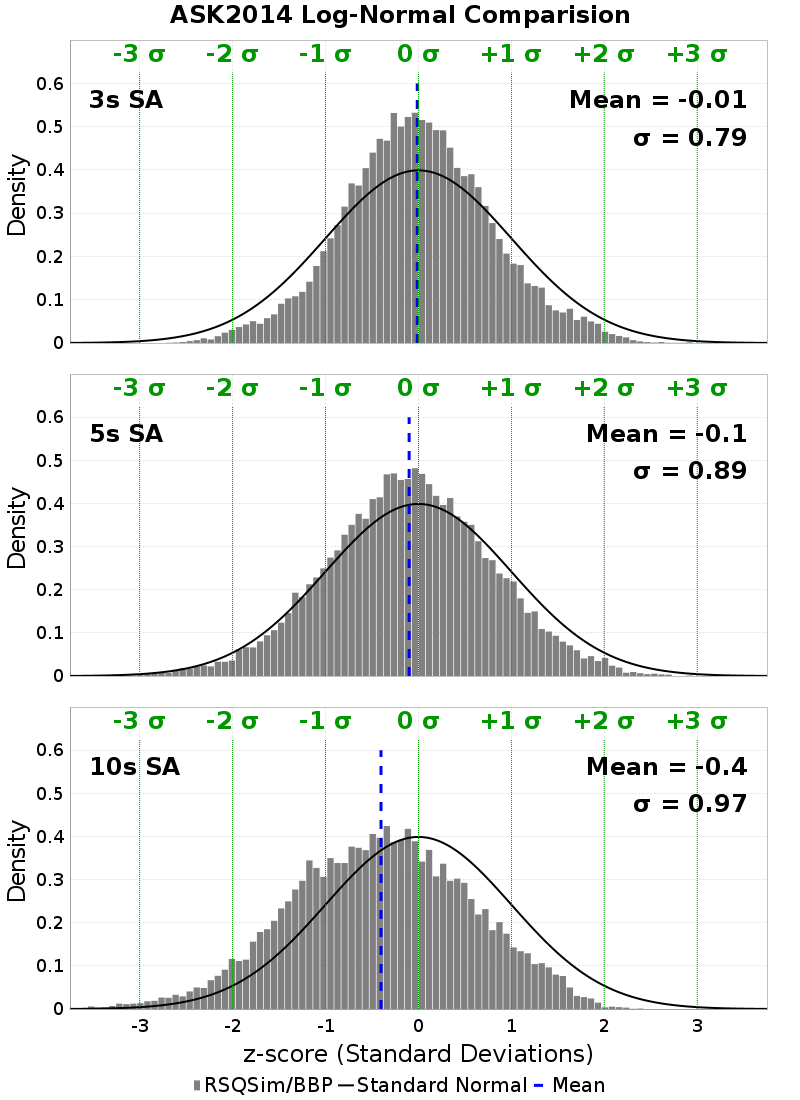 ASK2014 Log-Normal Comparision
-3 σ -2 σ -1 σ 0 σ +1 σ +2 σ +3 σ
3s SA
Mean = -0.01
σ = 0.79
0.6
0.5
0.4
0.3
0.2
0.1
0
Density
-3 σ -2 σ -1 σ 0 σ +1 σ +2 σ +3 σ
5s SA
Mean = -0.1
σ = 0.89
0.6
0.5
0.4
0.3
0.2
0.1
0
Density
-3 σ -2 σ -1 σ 0 σ +1 σ +2 σ +3 σ
10s SA
Mean = -0.4
σ = 0.97
0.6
0.5
0.4
0.3
0.2
0.1
0
Density
-3 -2 -1 0 1 2 3
z-score (Standard Deviations)
RSQSim/BBP Standard Normal Mean